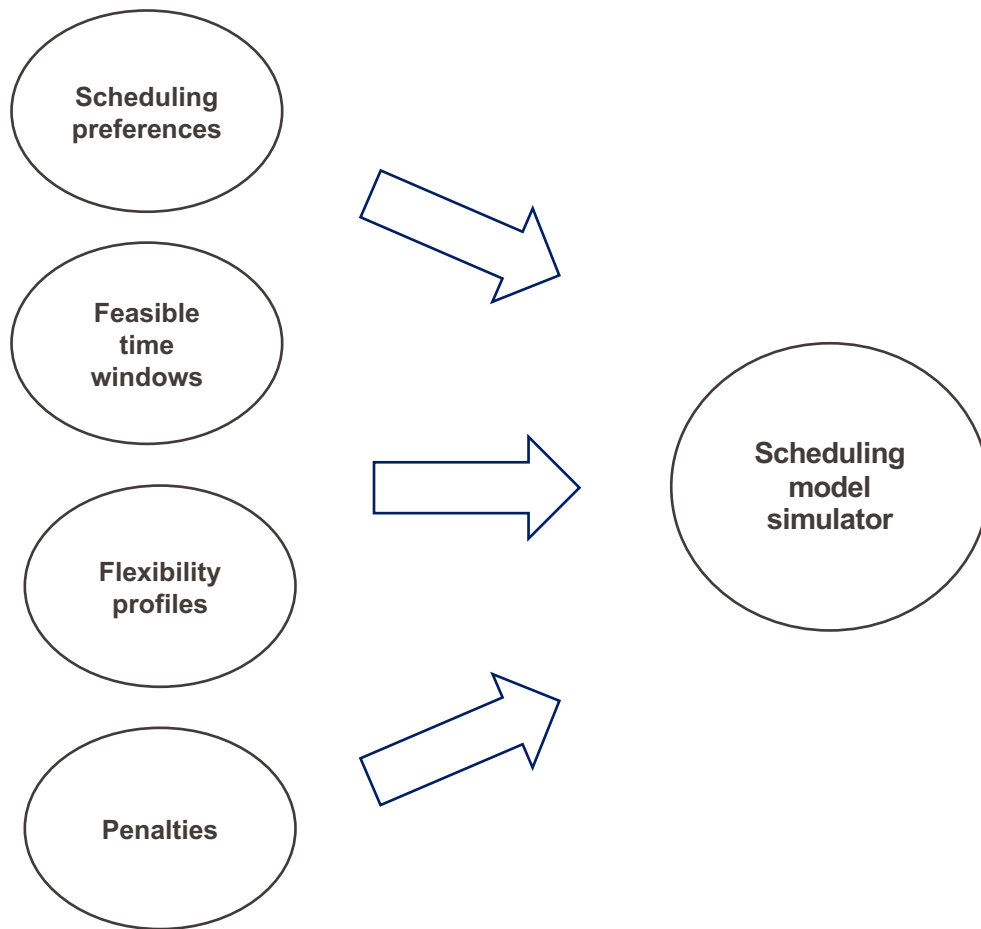 Scheduling
preferences
Feasible
time
windows
Flexibility
profiles
Penalties
Scheduling
model
simulator